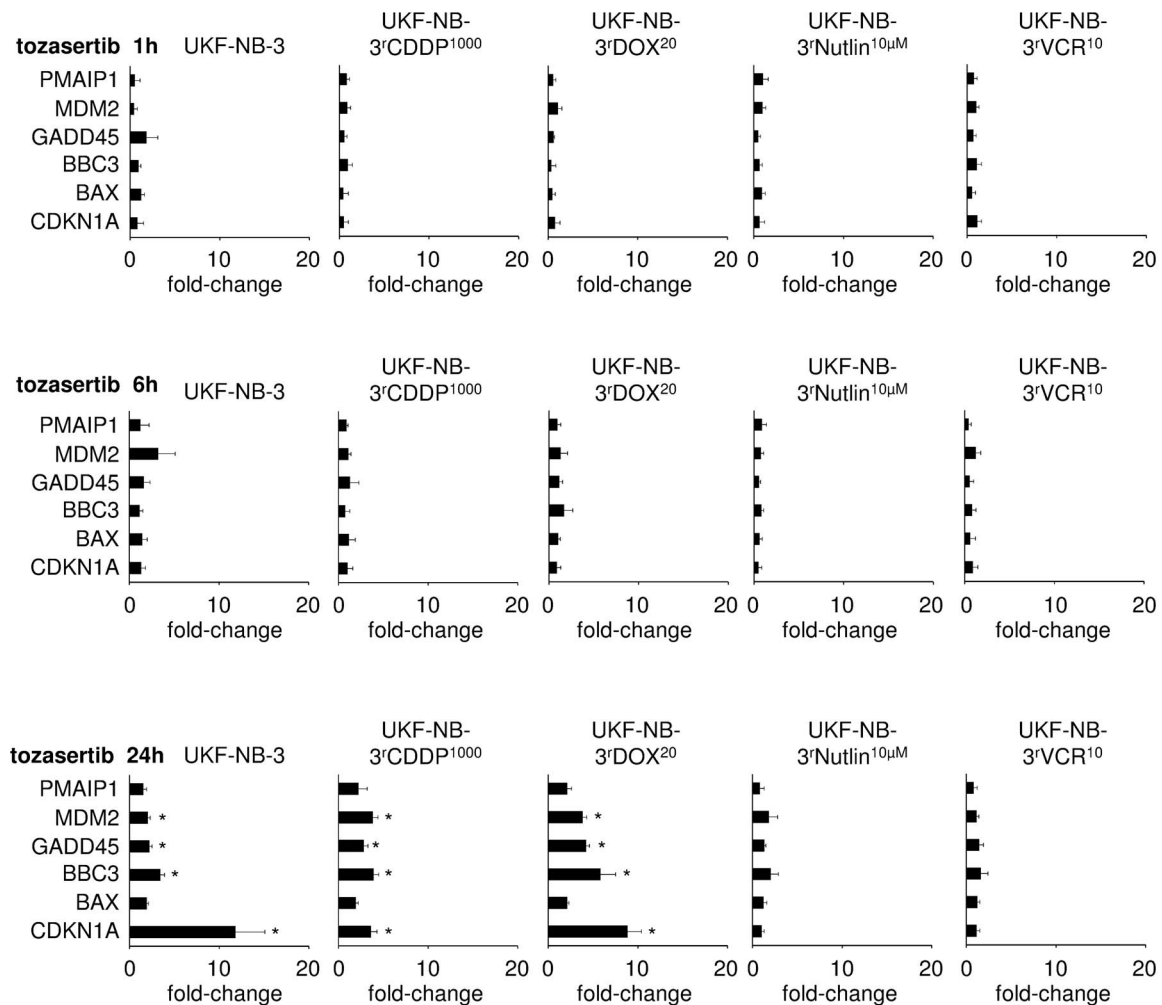 tozasertib 1h
UKF-NB-3
UKF-NB-
3ʳCDDP¹⁰⁰⁰
UKF-NB-
3ʳDOX²⁰
UKF-NB-
3ʳNutlin¹⁰µᴹ
UKF-NB-
3ʳVCR¹⁰
PMAIP1
MDM2
GADD45
BBC3
BAX
CDKN1A
0 10 20
0 10 20
0 10 20
0 10 20
0 10 20
fold-change
fold-change
fold-change
fold-change
fold-change
tozasertib 6h
UKF-NB-3
UKF-NB-
3ʳCDDP¹⁰⁰⁰
UKF-NB-
3ʳDOX²⁰
UKF-NB-
3ʳNutlin¹⁰µᴹ
UKF-NB-
3ʳVCR¹⁰
PMAIP1
MDM2
GADD45
BBC3
BAX
CDKN1A
0 10 20
0 10 20
0 10 20
0 10 20
0 10 20
fold-change
fold-change
fold-change
fold-change
fold-change
tozasertib 24h
UKF-NB-3
UKF-NB-
3ʳCDDP¹⁰⁰⁰
UKF-NB-
3ʳDOX²⁰
UKF-NB-
3ʳNutlin¹⁰µᴹ
UKF-NB-
3ʳVCR¹⁰
PMAIP1
MDM2 * * *
GADD45 * * *
BBC3 * * *
BAX
CDKN1A * * *
0 10 20
0 10 20
0 10 20
0 10 20
0 10 20
fold-change
fold-change
fold-change
fold-change
fold-change